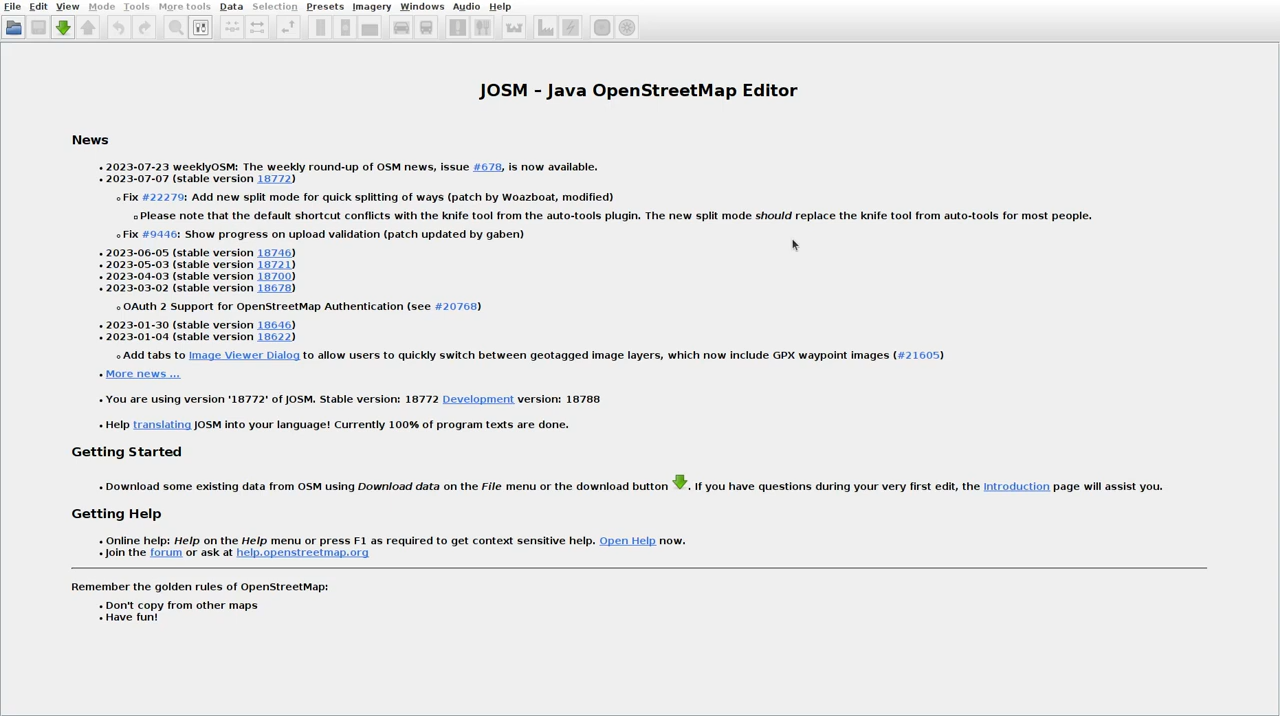 File Edit View Mode Tools More tools Data Selection Presets Imagery Windows Audio Help
JOSM – Java OpenStreetMap Editor
News
2023-07-23 weeklyOSM: The weekly round-up of OSM news, issue #678, is now available.
2023-07-07 (stable version 18772)
Fix #22279: Add new split mode for quick splitting of ways (patch by Woazboat, modified)
Please note that the default shortcut conflicts with the knife tool from the auto-tools plugin. The new split mode should replace the knife tool from auto-tools for most people.
Fix #9446: Show progress on upload validation (patch updated by gaben)
2023-06-05 (stable version 18746)
2023-05-03 (stable version 18721)
2023-04-03 (stable version 18700)
2023-03-02 (stable version 18678)
OAuth 2 Support for OpenStreetMap Authentication (see #20768)
2023-01-30 (stable version 18646)
2023-01-04 (stable version 18622)
Add tabs to Image Viewer Dialog to allow users to quickly switch between geotagged image layers, which now include GPX waypoint images (#21605)
More news ...
You are using version '18772' of JOSM. Stable version: 18772 Development version: 18788
Help translating JOSM into your language! Currently 100% of program texts are done.
Getting Started
Download some existing data from OSM using Download data on the File menu or the download button . If you have questions during your very first edit, the Introduction page will assist you.
Getting Help
Online help: Help on the Help menu or press F1 as required to get context sensitive help. Open Help now.
Join the forum or ask at help.openstreetmap.org
Remember the golden rules of OpenStreetMap:
Don't copy from other maps
Have fun!